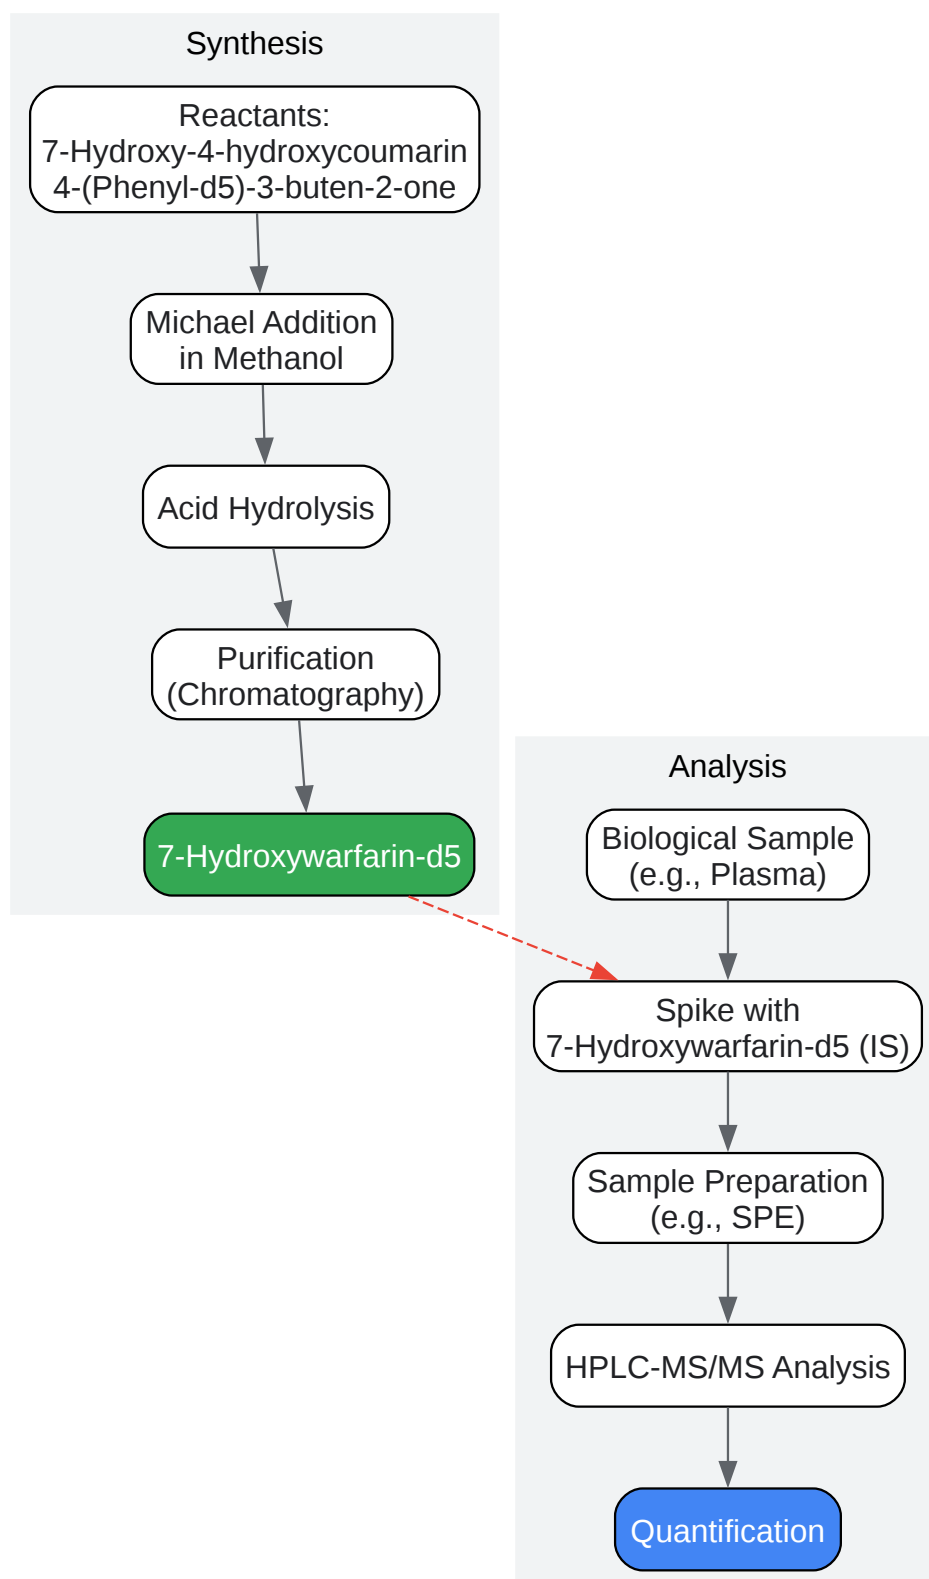 Synthesis
Reactants:
7-Hydroxy-4-hydroxycoumarin
4-(Phenyl-d5)-3-buten-2-one
Michael Addition
in Methanol
Acid Hydrolysis
Purification
(Chromatography)
7-Hydroxywarfarin-d5
Analysis
Biological Sample
(e.g., Plasma)
Spike with
7-Hydroxywarfarin-d5 (IS)
Sample Preparation
(e.g., SPE)
HPLC-MS/MS Analysis
Quantification